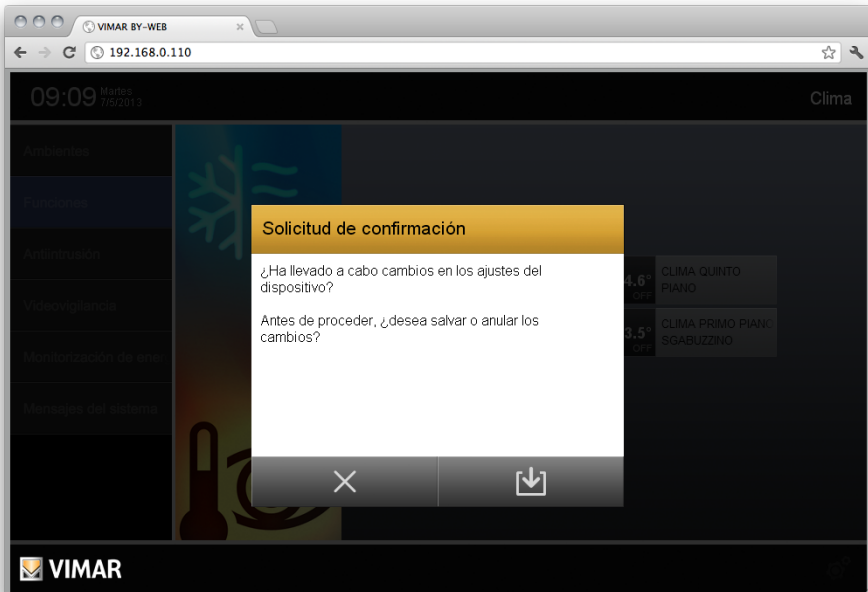 VIMAR BY-WEB
192.168.0.110
09:09 Martes
7/5/2013
Clima
Ambientes
Funciones
Antiintrusión
Videovigilancia
Monitorización de ener
Mensajes del sistema
Solicitud de confirmación
¿Ha llevado a cabo cambios en los ajustes del
dispositivo?
Antes de proceder, ¿desea salvar o anular los
cambios?
4.6°
OFF
CLIMA QUINTO
PIANO
3.5°
OFF
CLIMA PRIMO PIANO
SGABUZZINO
VIMAR